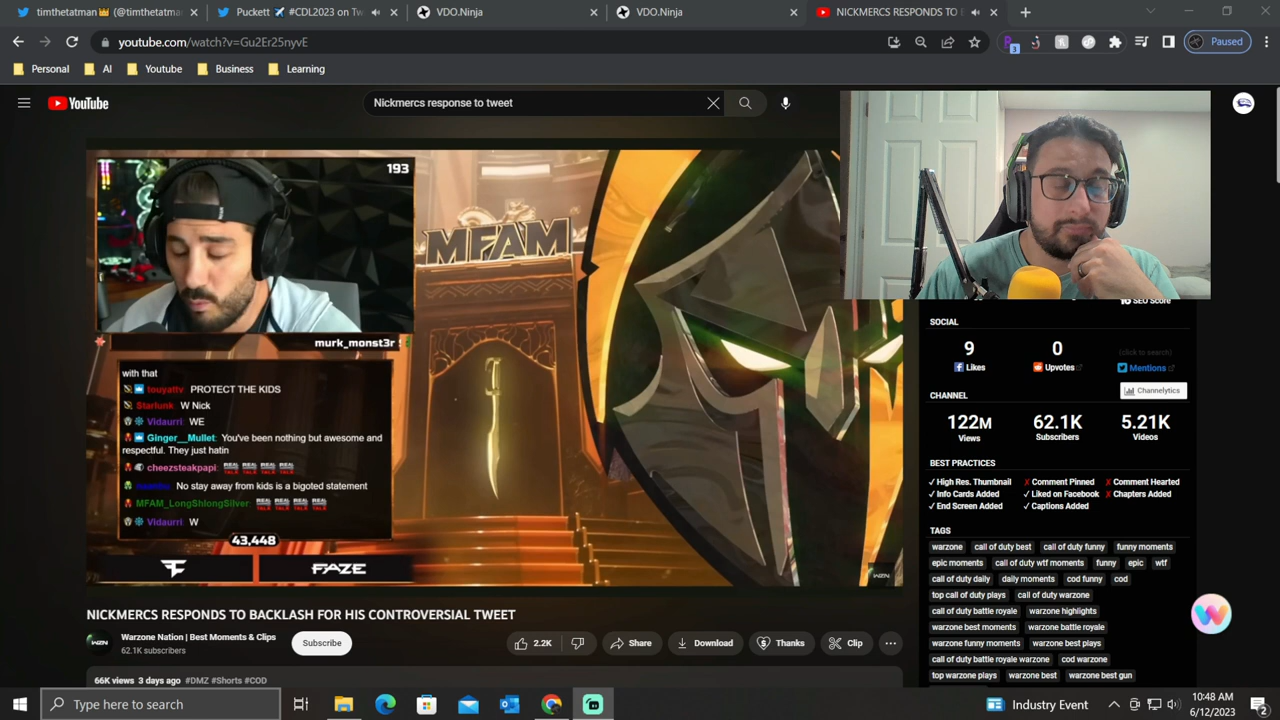 timthetatman👑 (@timthetatma
Puckett ✈️ #CDL2023 on Tw
VDO.Ninja
VDO.Ninja
NICKMERCS RESPONDS TO B
youtube.com/watch?v=Gu2Er25nyvE
3
Paused
Personal
AI
Youtube
Business
Learning
YouTube
Nickmercs response to tweet
193
MFAM
murk_monst3r
with that
touyattv: PROTECT THE KIDS
Starlunk: W Nick
Vidaurri: WE
Ginger__Mullet: You've been nothing but awesome and
respectful. They just hatin
cheezsteakpapi:
No stay away from kids is a bigoted statement
MFAM_LongShlongSilver:
Vidaurri: W
43,448
FAZE
WZN
SEO Score
SOCIAL
9
Likes
0
Upvotes
(click to search)
Mentions
Channelytics
CHANNEL
122M
Views
62.1K
Subscribers
5.21K
Videos
BEST PRACTICES
✓ High Res. Thumbnail
✗ Comment Pinned
✗ Comment Hearted
✓ Info Cards Added
✓ Liked on Facebook
✗ Chapters Added
✓ End Screen Added
✓ Captions Added
TAGS
warzone
call of duty best
call of duty funny
funny moments
epic moments
call of duty wtf moments
funny
epic
wtf
call of duty daily
daily moments
cod funny
cod
top call of duty plays
call of duty warzone
call of duty battle royale
warzone highlights
warzone best moments
warzone battle royale
warzone funny moments
warzone best plays
call of duty battle royale warzone
cod warzone
top warzone plays
warzone best
warzone best gun
NICKMERCS RESPONDS TO BACKLASH FOR HIS CONTROVERSIAL TWEET
WZN
Warzone Nation | Best Moments & Clips
62.1K subscribers
Subscribe
2.2K
Share
Download
Thanks
Clip
66K views 3 days ago #DMZ #Shorts #COD
Type here to search
Industry Event
10:48 AM
6/12/2023
2